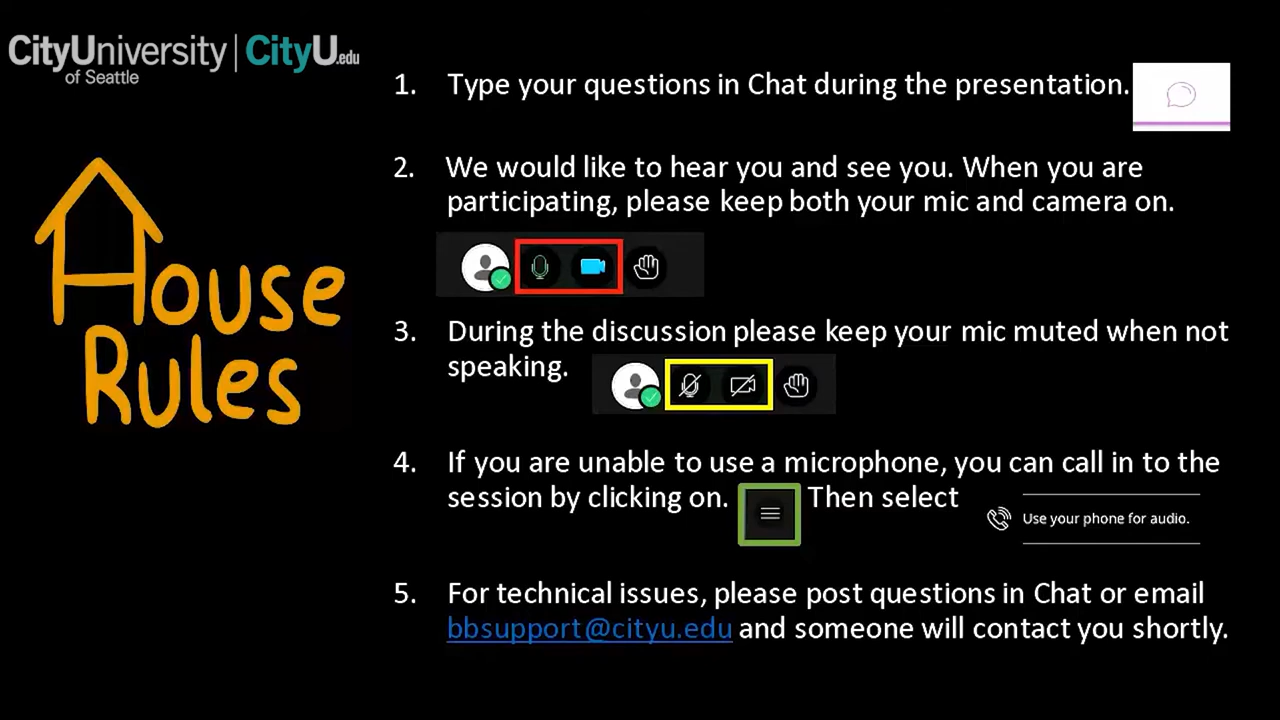 CityUniversity | CityU.edu
of Seattle
House
Rules
1. Type your questions in Chat during the presentation.
2. We would like to hear you and see you. When you are
participating, please keep both your mic and camera on.
3. During the discussion please keep your mic muted when not
speaking.
4. If you are unable to use a microphone, you can call in to the
session by clicking on. Then select
Use your phone for audio.
5. For technical issues, please post questions in Chat or email
bbsupport@cityu.edu and someone will contact you shortly.